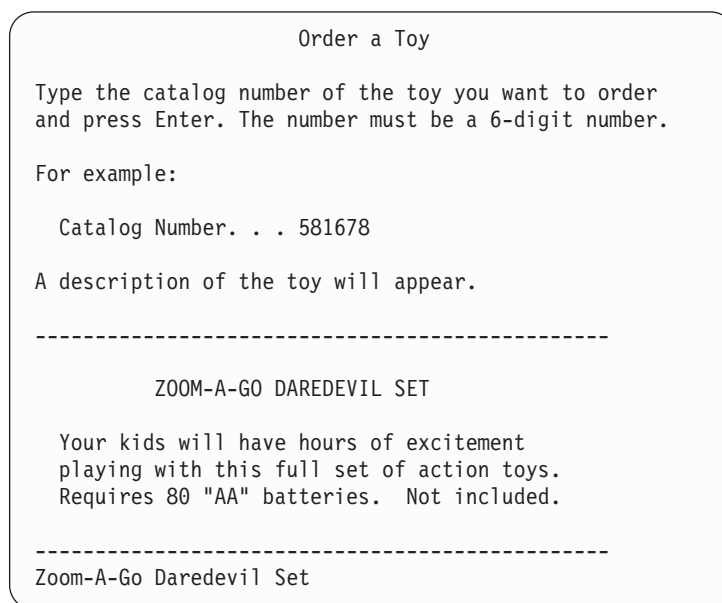 Order a Toy
Type the catalog number of the toy you want to order
and press Enter. The number must be a 6-digit number.
For example:
Catalog Number. . . 581678
A description of the toy will appear.
------------------------------------------------
ZOOM-A-GO DAREDEVIL SET
Your kids will have hours of excitement
playing with this full set of action toys.
Requires 80 "AA" batteries.  Not included.
------------------------------------------------
Zoom-A-Go Daredevil Set